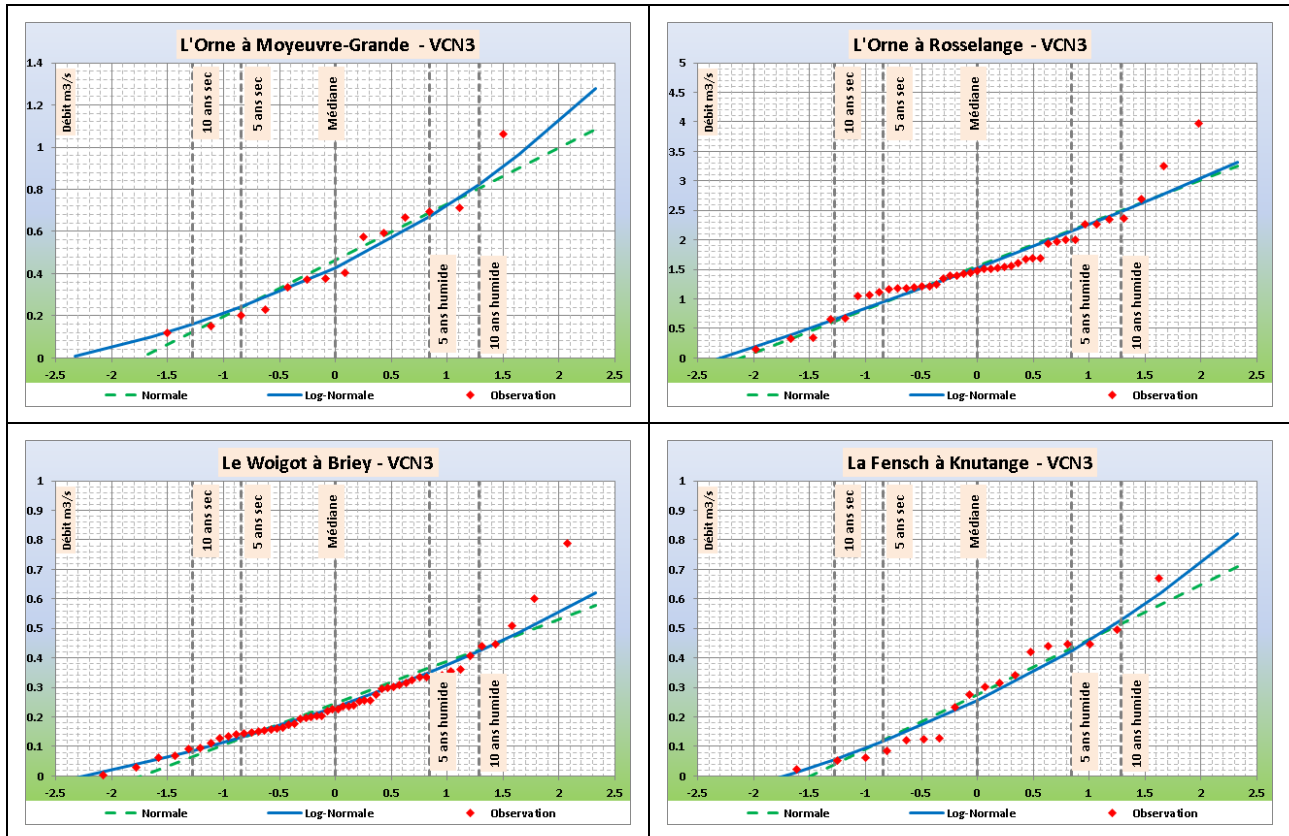 L'Orne à Moyeuvre-Grande - VCN3
Débit m3/s
10 ans sec
5 ans sec
Médiane
5 ans humide
10 ans humide
1.4
1.2
1
0.8
0.6
0.4
0.2
0
-2.5 -2 -1.5 -1 -0.5 0 0.5 1 1.5 2 2.5
Normale Log-Normale Observation
L'Orne à Rosselange - VCN3
Débit m3/s
10 ans sec
5 ans sec
Médiane
5 ans humide
10 ans humide
5
4.5
4
3.5
3
2.5
2
1.5
1
0.5
0
-2.5 -2 -1.5 -1 -0.5 0 0.5 1 1.5 2 2.5
Normale Log-Normale Observation
Le Woigot à Briey - VCN3
Débit m3/s
10 ans sec
5 ans sec
Médiane
5 ans humide
10 ans humide
1
0.9
0.8
0.7
0.6
0.5
0.4
0.3
0.2
0.1
0
-2.5 -2 -1.5 -1 -0.5 0 0.5 1 1.5 2 2.5
Normale Log-Normale Observation
La Fensch à Knutange - VCN3
Débit m3/s
10 ans sec
5 ans sec
Médiane
5 ans humide
10 ans humide
1
0.9
0.8
0.7
0.6
0.5
0.4
0.3
0.2
0.1
0
-2.5 -2 -1.5 -1 -0.5 0 0.5 1 1.5 2 2.5
Normale Log-Normale Observation